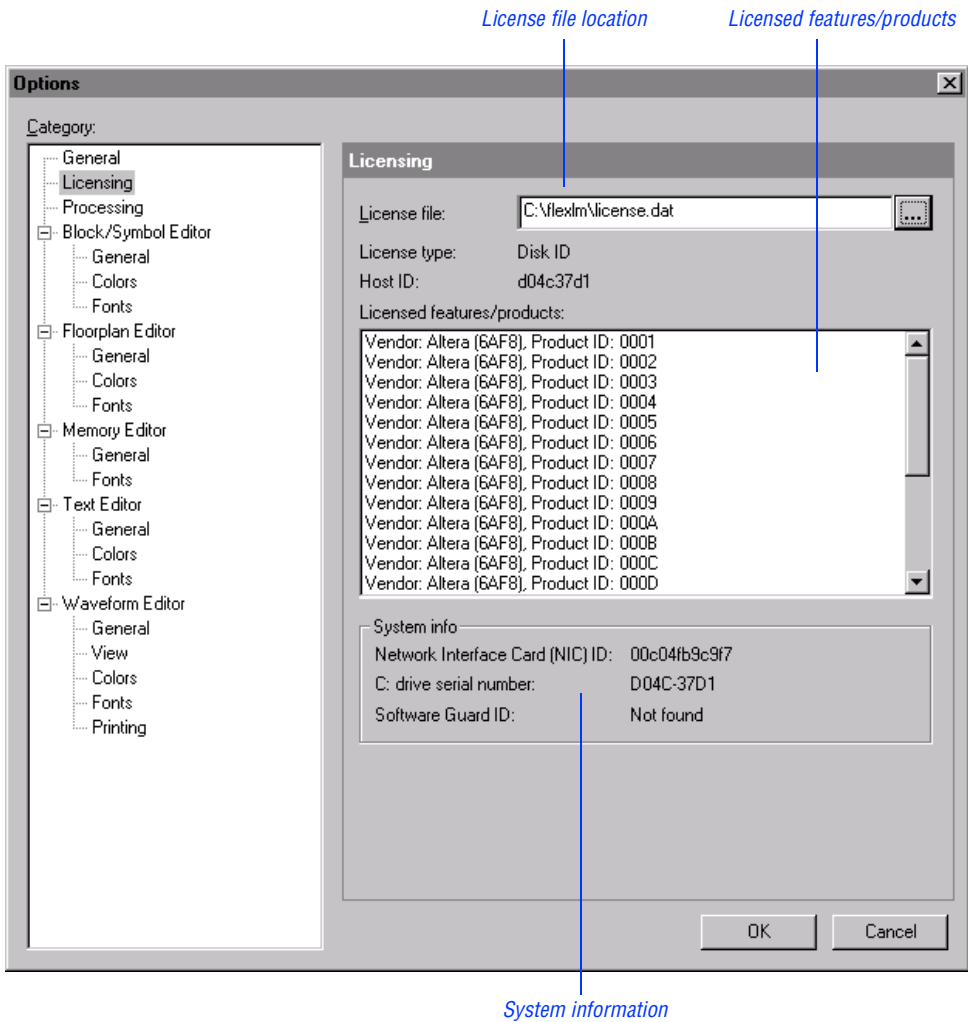 License file location
Licensed features/products
Options
Category:
General
Licensing
Processing
Block/Symbol Editor
General
Colors
Fonts
Floorplan Editor
General
Colors
Fonts
Memory Editor
General
Fonts
Text Editor
General
Colors
Fonts
Waveform Editor
General
View
Colors
Fonts
Printing
Licensing
License file: C:\flexlm\license.dat ...
License type: Disk ID
Host ID: d04c37d1
Licensed features/products:
Vendor: Altera (6AF8), Product ID: 0001
Vendor: Altera (6AF8), Product ID: 0002
Vendor: Altera (6AF8), Product ID: 0003
Vendor: Altera (6AF8), Product ID: 0004
Vendor: Altera (6AF8), Product ID: 0005
Vendor: Altera (6AF8), Product ID: 0006
Vendor: Altera (6AF8), Product ID: 0007
Vendor: Altera (6AF8), Product ID: 0008
Vendor: Altera (6AF8), Product ID: 0009
Vendor: Altera (6AF8), Product ID: 000A
Vendor: Altera (6AF8), Product ID: 000B
Vendor: Altera (6AF8), Product ID: 000C
Vendor: Altera (6AF8), Product ID: 000D
System info
Network Interface Card (NIC) ID: 00c04fb9c9f7
C: drive serial number: D04C-37D1
Software Guard ID: Not found
OK Cancel
System information